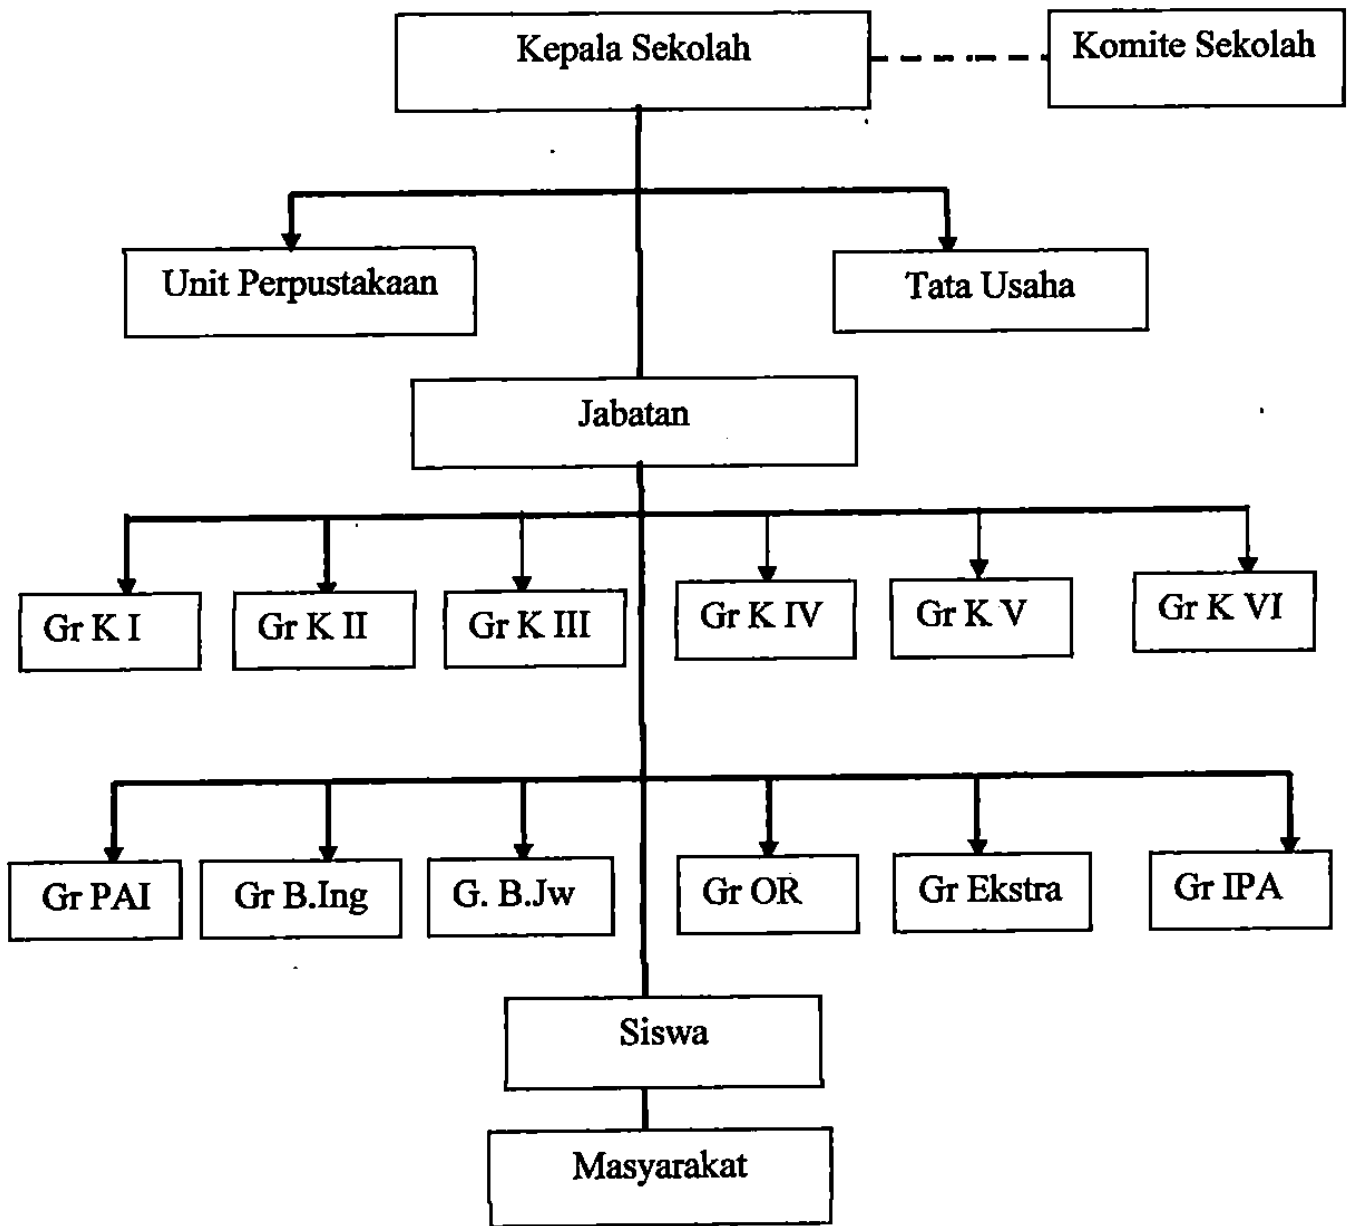 Kepala Sekolah
Komite Sekolah
Unit Perpustakaan
Tata Usaha
Jabatan
Gr K I
Gr K II
Gr K III
Gr K IV
Gr K V
Gr K VI
Gr PAI
Gr B.Ing
G. B.Jw
Gr OR
Gr Ekstra
Gr IPA
Siswa
Masyarakat